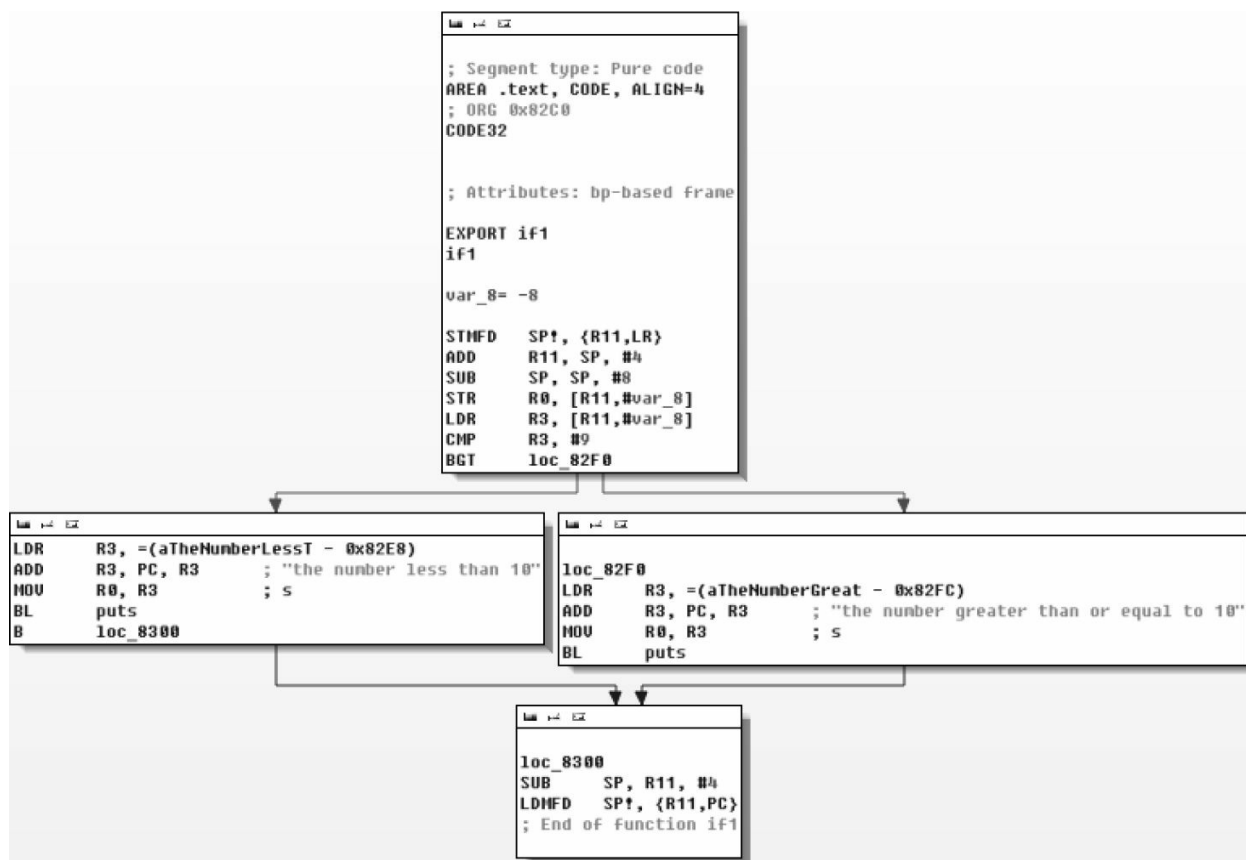 ; Segment type: Pure code
AREA .text, CODE, ALIGN=4
; ORG 0x82C0
CODE32
; Attributes: bp-based frame
EXPORT if1
if1
var_8= -8
STMFD SP!, {R11,LR}
ADD R11, SP, #4
SUB SP, SP, #8
STR R0, [R11,#var_8]
LDR R3, [R11,#var_8]
CMP R3, #9
BGT loc_82F0
LDR R3, =(aTheNumberLessT - 0x82E8)
ADD R3, PC, R3 ; "the number less than 10"
MOV R0, R3 ; s
BL puts
B loc_8300
loc_82F0
LDR R3, =(aTheNumberGreat - 0x82FC)
ADD R3, PC, R3 ; "the number greater than or equal to 10"
MOV R0, R3 ; s
BL puts
loc_8300
SUB SP, R11, #4
LDMFD SP!, {R11,PC}
; End of function if1